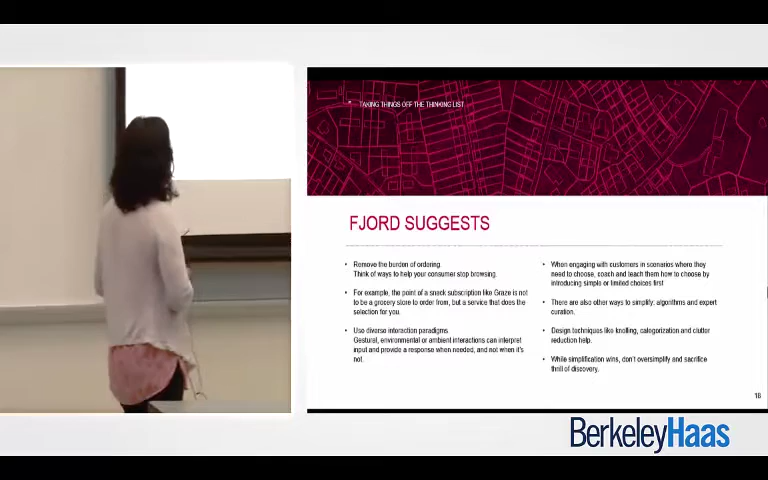 TAKING THINGS OFF THE THINKING LIST
FJORD SUGGESTS
• Remove the burden of ordering.
Think of ways to help your consumer stop browsing.
• For example, the point of a snack subscription like Graze is not
to be a grocery store to order from, but a service that does the
selection for you.
• Use diverse interaction paradigms.
Gestural, environmental or ambient interactions can interpret
input and provide a response when needed, and not when it's
not.
• When engaging with customers in scenarios where they
need to choose, coach and teach them how to choose by
introducing simple or limited choices first
• There are also other ways to simplify: algorithms and expert
curation.
• Design techniques like knolling, categorization and clutter
reduction help.
• While simplification wins, don't oversimplify and sacrifice
thrill of discovery.
18
BerkeleyHaas